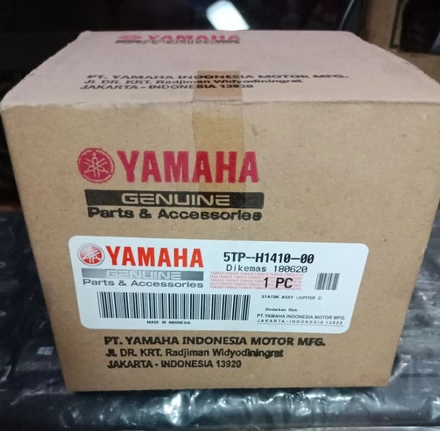 YAMAHA
PT. YAMAHA INDONESIA MOTOR MFG.
JL. DR. KRT. Radjiman Widyodiningrat
JAKARTA - INDONESIA 13920
YAMAHA
GENUINE
Parts & Accessories
YAMAHA
GENUINE
Parts & Accessories
MADE IN INDONESIA
5TP-H1410-00
Dikemas 180620
1 PC
STATOR ASSY (JUPITER Z)
Diedarkan Oleh
PT. YAMAHA INDONESIA MOTOR MFG.
JAKARTA-INDONESIA 13920
PT. YAMAHA INDONESIA MOTOR MFG.
JL. DR. KRT. Radjiman Widyodiningrat
JAKARTA - INDONESIA 13920